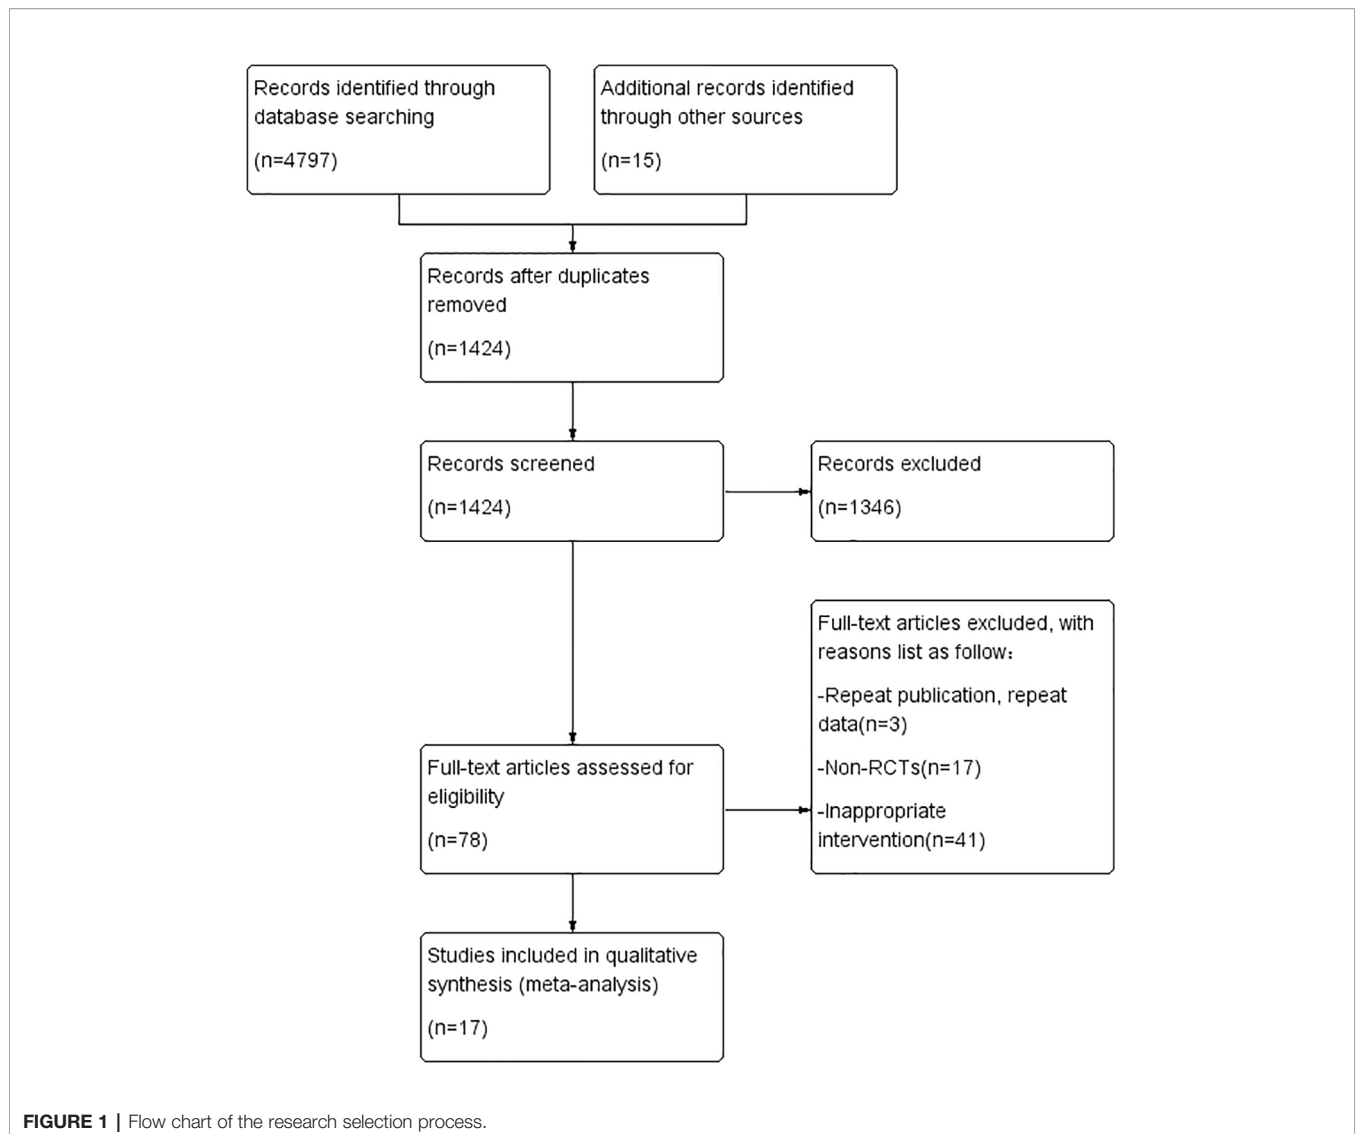 Records identified through
database searching
(n=4797)
Additional records identified
through other sources
(n=15)
Records after duplicates
removed
(n=1424)
Records screened
(n=1424)
Records excluded
(n=1346)
Full-text articles excluded, with
reasons list as follow:
-Repeat publication, repeat
data(n=3)
-Non-RCTs(n=17)
-Inappropriate
intervention(n=41)
Full-text articles assessed for
eligibility
(n=78)
Studies included in qualitative
synthesis (meta-analysis)
(n=17)
FIGURE 1 | Flow chart of the research selection process.